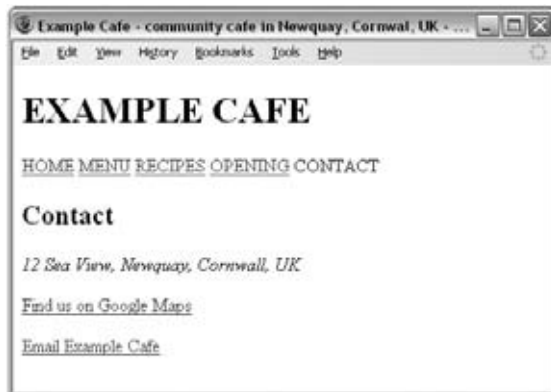 Example Cafe - community cafe in Newquay, Cornwal, UK - ...
File Edit View History Bookmarks Tools Help
EXAMPLE CAFE
HOME MENU RECIPES OPENING CONTACT
Contact
12 Sea View, Newquay, Cornwall, UK
Find us on Google Maps
Email Example Cafe